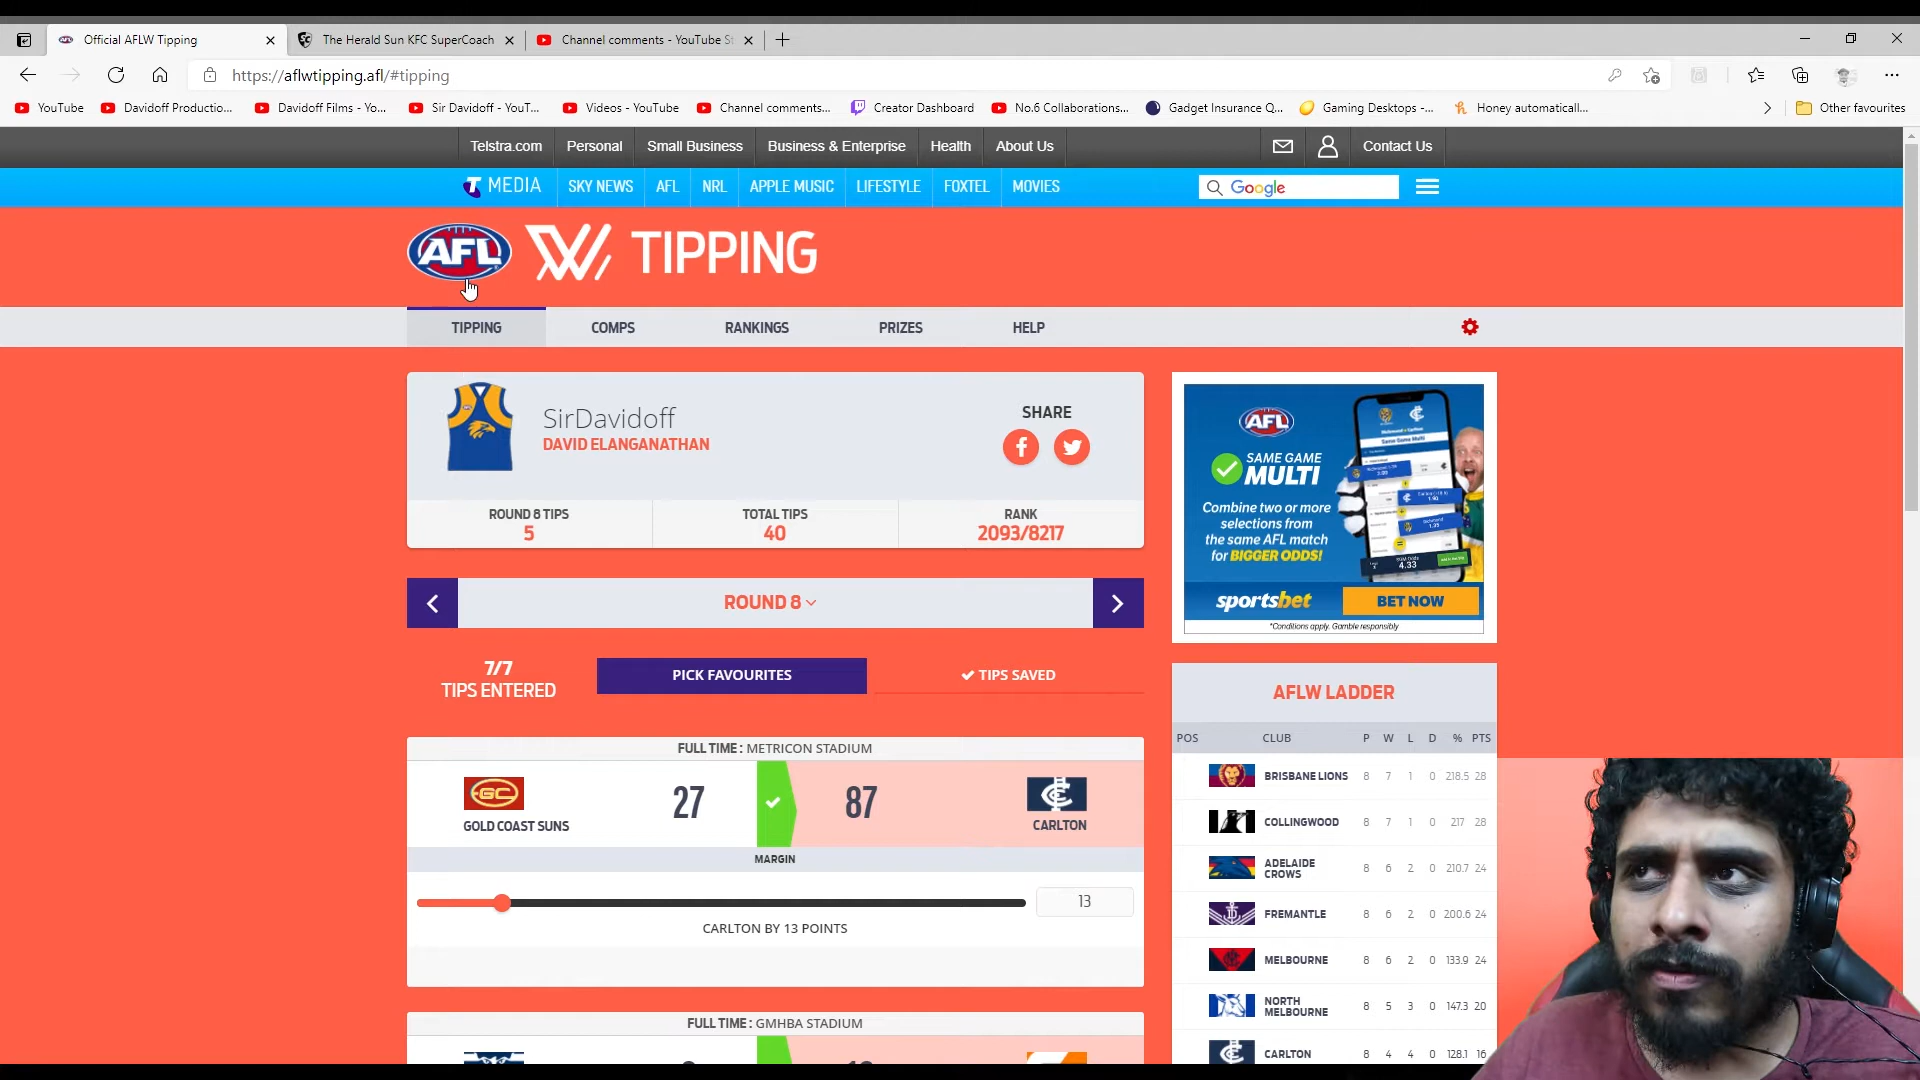 Official AFLW Tipping
The Herald Sun KFC SuperCoach
Channel comments - YouTube St
https://aflwtipping.afl/#tipping
YouTube
Davidoff Productio...
Davidoff Films - Yo...
Sir Davidoff - YouT...
Videos - YouTube
Channel comments...
Creator Dashboard
No.6 Collaborations...
Gadget Insurance Q...
Gaming Desktops -...
Honey automaticall...
Other favourites
Telstra.com
Personal
Small Business
Business & Enterprise
Health
About Us
Contact Us
T MEDIA
SKY NEWS
AFL
NRL
APPLE MUSIC
LIFESTYLE
FOXTEL
MOVIES
Google
AFL W TIPPING
TIPPING
COMPS
RANKINGS
PRIZES
HELP
SirDavidoff
DAVID ELANGANATHAN
SHARE
ROUND 8 TIPS
5
TOTAL TIPS
40
RANK
2093/8217
ROUND 8
7/7
TIPS ENTERED
PICK FAVOURITES
TIPS SAVED
FULL TIME : METRICON STADIUM
GC
GOLD COAST SUNS
27
87
CARLTON
MARGIN
13
CARLTON BY 13 POINTS
FULL TIME : GMHBA STADIUM
AFL
SAME GAME
MULTI
Combine two or more
selections from
the same AFL match
for BIGGER ODDS!
4.33
sportsbet
BET NOW
*Conditions apply. Gamble responsibly
AFLW LADDER
POS CLUB P W L D % PTS
BRISBANE LIONS 8 7 1 0 218.5 28
COLLINGWOOD 8 7 1 0 217 28
ADELAIDE CROWS 8 6 2 0 210.7 24
FREMANTLE 8 6 2 0 200.6 24
MELBOURNE 8 6 2 0 133.9 24
NORTH MELBOURNE 8 5 3 0 147.3 20
CARLTON 8 4 4 0 128.1 16